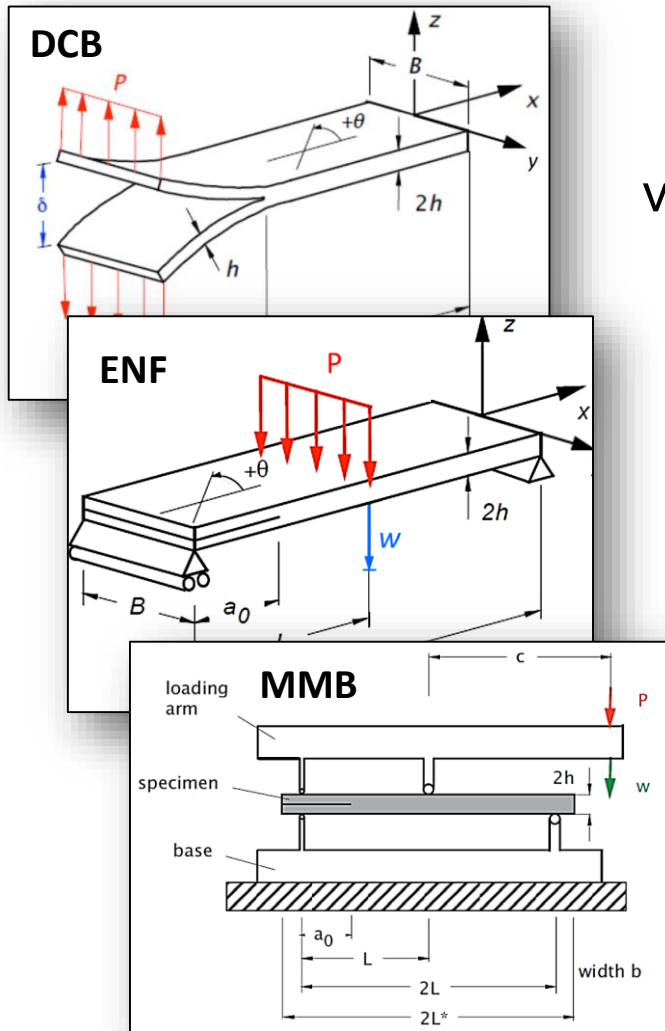 DCB
z
B
P
x
+θ
y
δ
2h
h
V
ENF
z
P
x
+θ
2h
w
B
a0
MMB
c
loading
arm
P
specimen
2h
w
base
a0
L
width b
2L
2L*